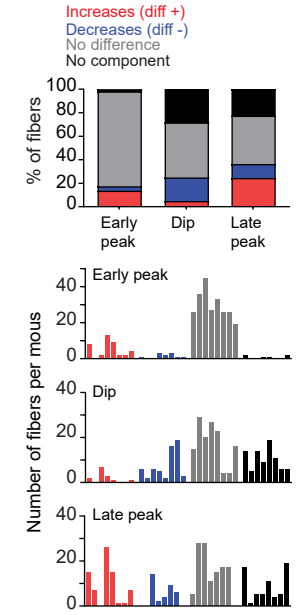 Increases (diff +)
Decreases (diff -)
No difference
No component
% of fibers
100
80
60
40
20
0
Early peak
Dip
Late peak
Number of fibers per mous
Early peak
40
20
0
Dip
40
20
0
Late peak
40
20
0